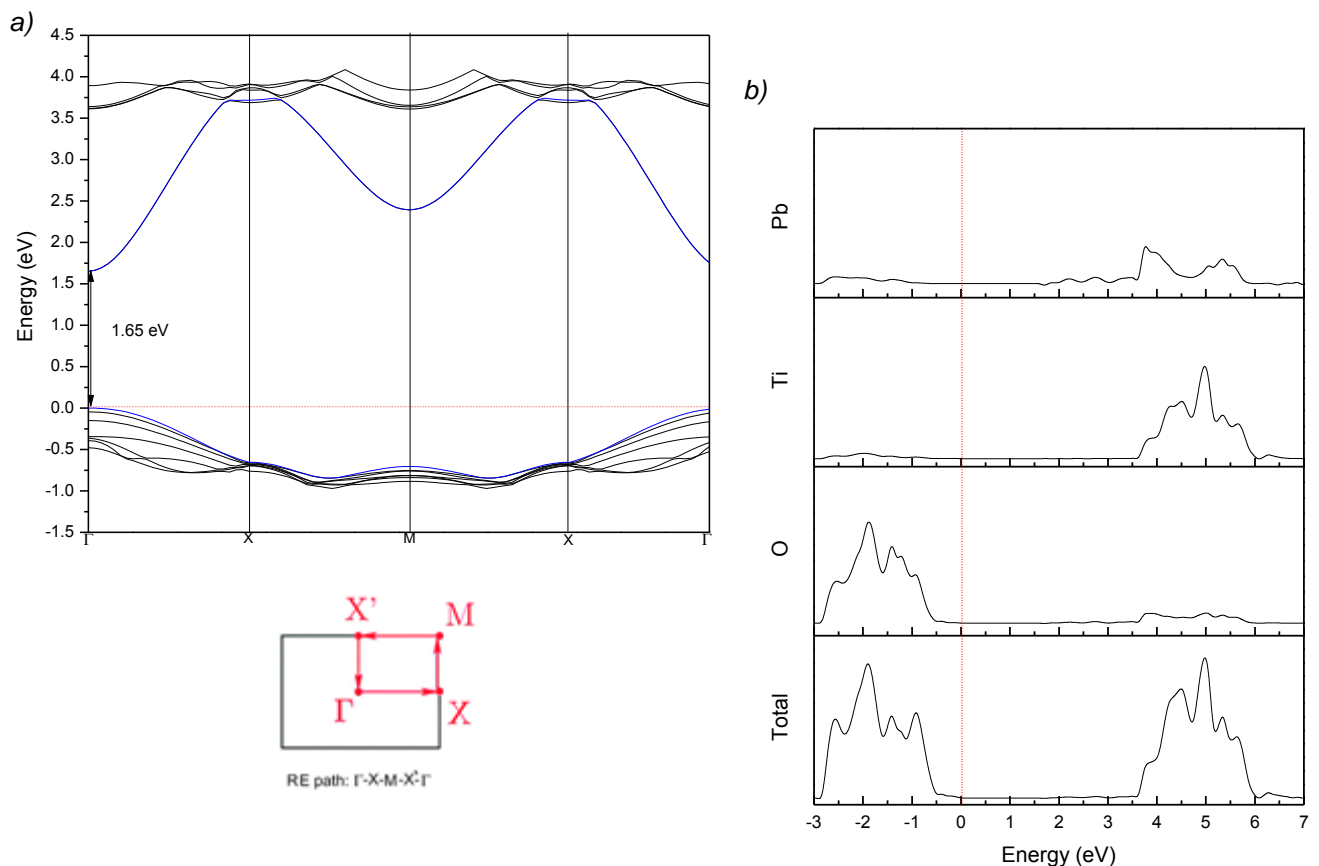 a)
4.5
4.0
3.5
3.0
2.5
2.0
1.5
1.0
0.5
0.0
-0.5
-1.0
-1.5
Energy (eV)
1.65 eV
Γ X M X Γ
X' M
Γ X
RE path: Γ-X-M-X'-Γ
b)
Pb
Ti
O
Total
-3 -2 -1 0 1 2 3 4 5 6 7
Energy (eV)